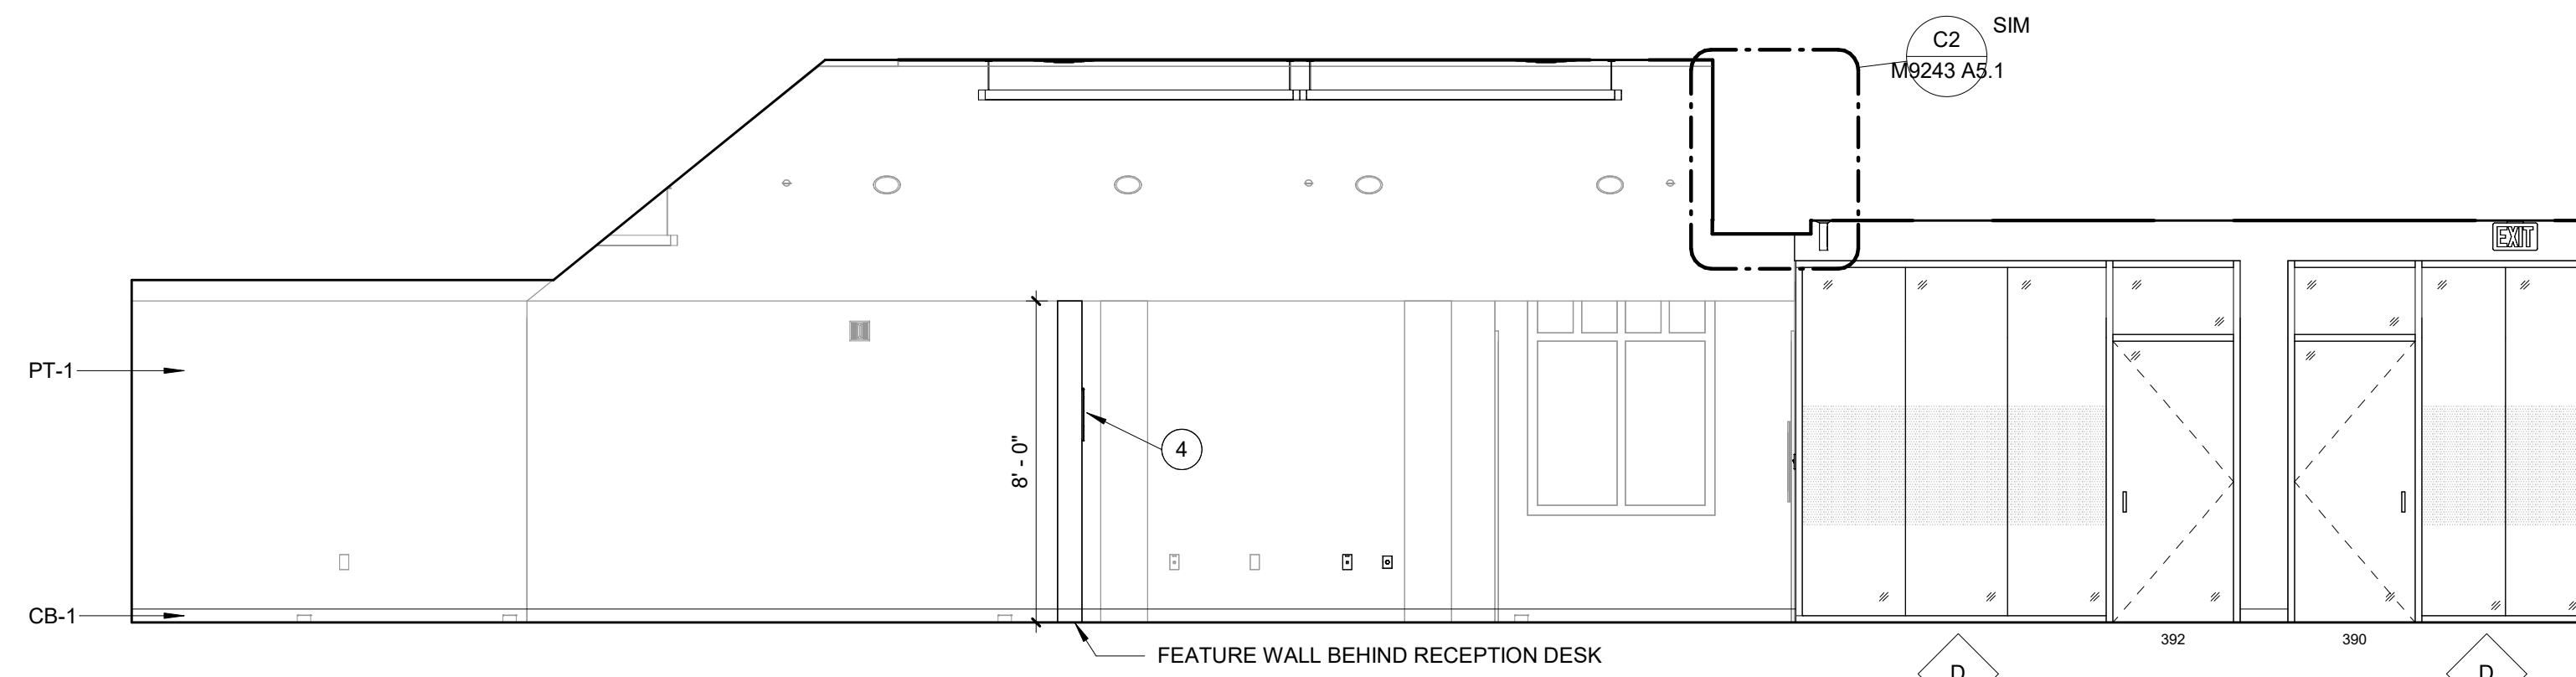 C2
SIM
M9243 A5.1
EXIT
PT-1
4
8' - 0"
CB-1
FEATURE WALL BEHIND RECEPTION DESK
392
390
D
D